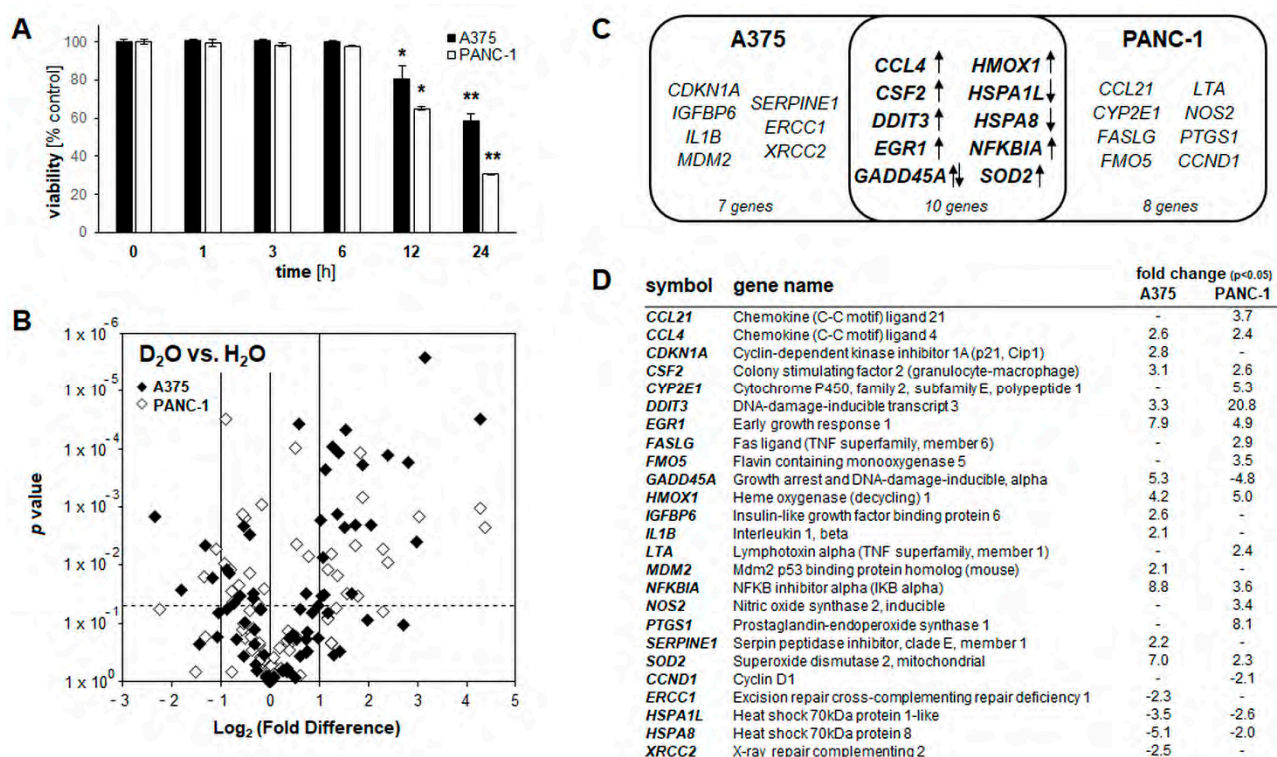 A
viability [% control]
100
80
60
40
20
0
A375
PANC-1
*
*
**
**
0 1 3 6 12 24
time [h]
B
p value
1 x 10-6
1 x 10-5
1 x 10-4
1 x 10-3
1 x 10-2
1 x 10-1
1 x 100
D2O vs. H2O
A375
PANC-1
– 3 – 2 – 1 0 1 2 3 4 5
Log2 (Fold Difference)
C
A375
CDKN1A
IGFBP6
IL1B
MDM2
SERPINE1
ERCC1
XRCC2
7 genes
CCL4 ↑ HMOX1 ↑
CSF2 ↑ HSPA1L ↓
DDIT3 ↑ HSPA8 ↓
EGR1 ↑ NFKBIA ↑
GADD45A ↑↓ SOD2 ↑
10 genes
PANC-1
CCL21 LTA
CYP2E1 NOS2
FASLG PTGS1
FMO5 CCND1
8 genes
D
symbol gene name fold change (p<0.05)
A375 PANC-1
CCL21 Chemokine (C-C motif) ligand 21 - 3.7
CCL4 Chemokine (C-C motif) ligand 4 2.6 2.4
CDKN1A Cyclin-dependent kinase inhibitor 1A (p21, Cip1) 2.8 -
CSF2 Colony stimulating factor 2 (granulocyte-macrophage) 3.1 2.6
CYP2E1 Cytochrome P450, family 2, subfamily E, polypeptide 1 - 5.3
DDIT3 DNA-damage-inducible transcript 3 3.3 20.8
EGR1 Early growth response 1 7.9 4.9
FASLG Fas ligand (TNF superfamily, member 6) - 2.9
FMO5 Flavin containing monooxygenase 5 - 3.5
GADD45A Growth arrest and DNA-damage-inducible, alpha 5.3 -4.8
HMOX1 Heme oxygenase (decycling) 1 4.2 5.0
IGFBP6 Insulin-like growth factor binding protein 6 2.6 -
IL1B Interleukin 1, beta 2.1 -
LTA Lymphotoxin alpha (TNF superfamily, member 1) - 2.4
MDM2 Mdm2 p53 binding protein homolog (mouse) 2.1 -
NFKBIA NFKB inhibitor alpha (IKB alpha) 8.8 3.6
NOS2 Nitric oxide synthase 2, inducible - 3.4
PTGS1 Prostaglandin-endoperoxide synthase 1 - 8.1
SERPINE1 Serpin peptidase inhibitor, clade E, member 1 2.2 -
SOD2 Superoxide dismutase 2, mitochondrial 7.0 2.3
CCND1 Cyclin D1 - -2.1
ERCC1 Excision repair cross-complementing repair deficiency 1 -2.3 -
HSPA1L Heat shock 70kDa protein 1-like -3.5 -2.6
HSPA8 Heat shock 70kDa protein 8 -5.1 -2.0
XRCC2 X-ray repair complementing 2 -2.5 -